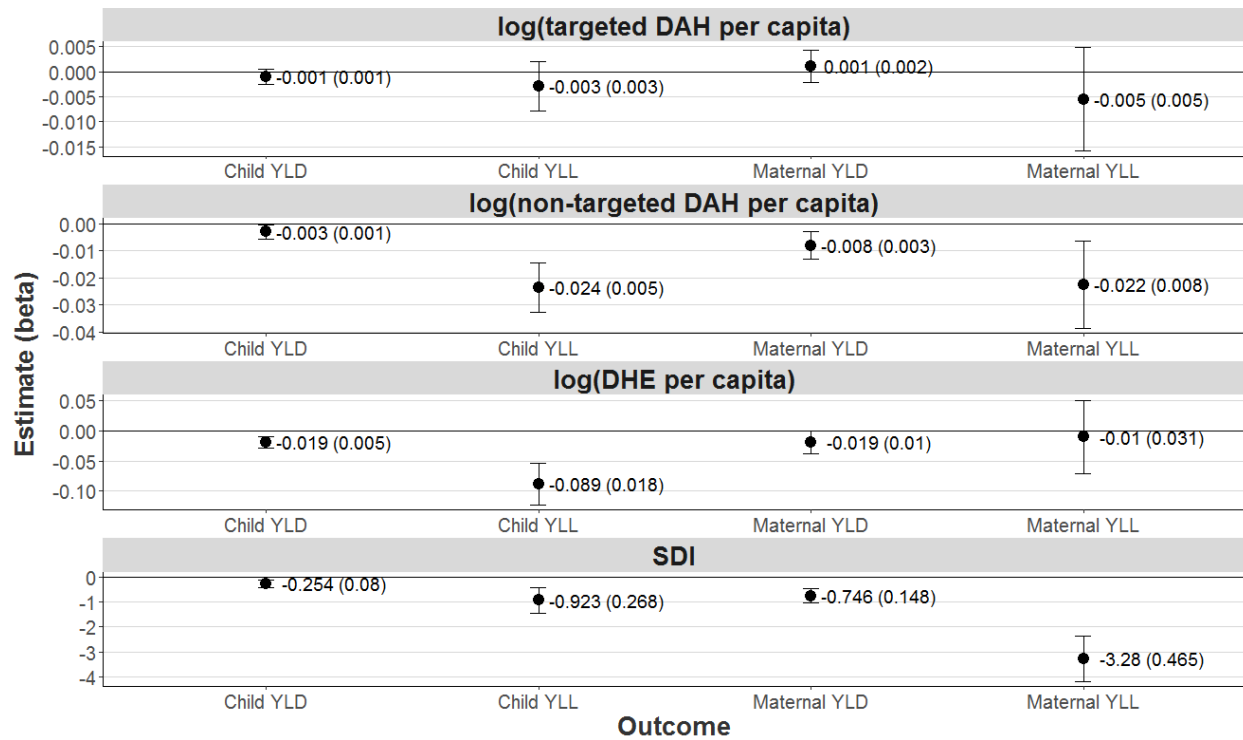 log(targeted DAH per capita)
0.005
0.000
-0.005
-0.010
-0.015
-0.001 (0.001)
-0.003 (0.003)
0.001 (0.002)
-0.005 (0.005)
Child YLD
Child YLL
Maternal YLD
Maternal YLL
log(non-targeted DAH per capita)
0.00
-0.01
-0.02
-0.03
-0.04
-0.003 (0.001)
-0.024 (0.005)
-0.008 (0.003)
-0.022 (0.008)
Child YLD
Child YLL
Maternal YLD
Maternal YLL
Estimate (beta)
log(DHE per capita)
0.05
0.00
-0.05
-0.10
-0.019 (0.005)
-0.089 (0.018)
-0.019 (0.01)
-0.01 (0.031)
Child YLD
Child YLL
Maternal YLD
Maternal YLL
SDI
0
-1
-2
-3
-4
-0.254 (0.08)
-0.923 (0.268)
-0.746 (0.148)
-3.28 (0.465)
Child YLD
Child YLL
Maternal YLD
Maternal YLL
Outcome